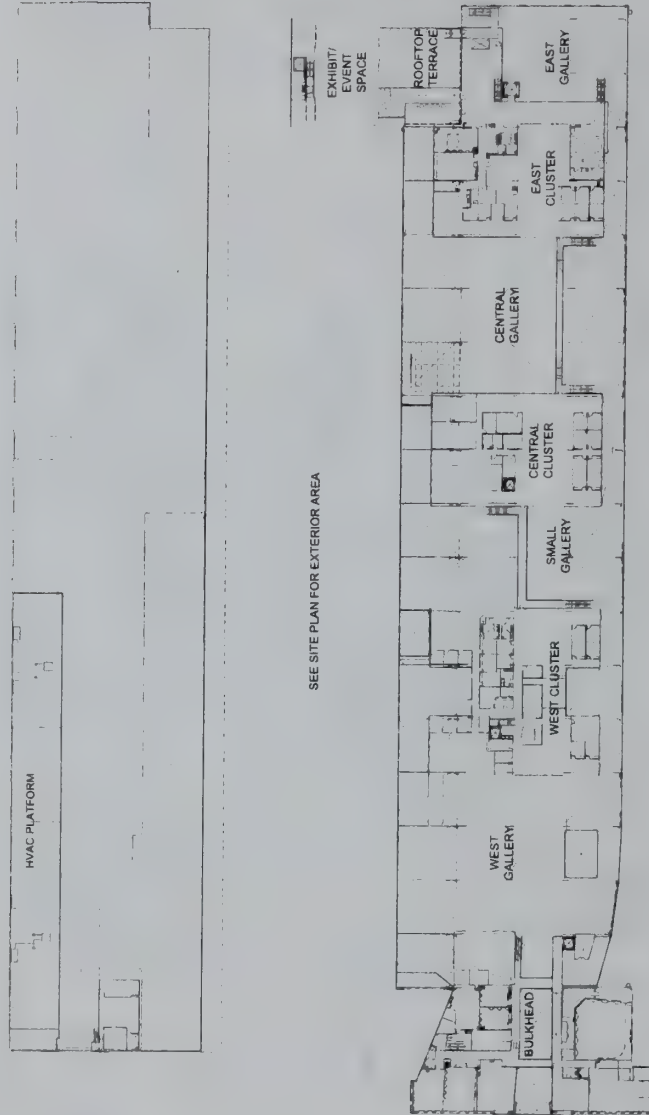 HVAC PLATFORM
SEE SITE PLAN FOR EXTERIOR AREA
EXHIBIT/
EVENT
SPACE
ROOFTOP
TERRACE
EAST
GALLERY
EAST
CLUSTER
CENTRAL
GALLERY
CENTRAL
CLUSTER
SMALL
GALLERY
WEST CLUSTER
WEST
GALLERY
BULKHEAD